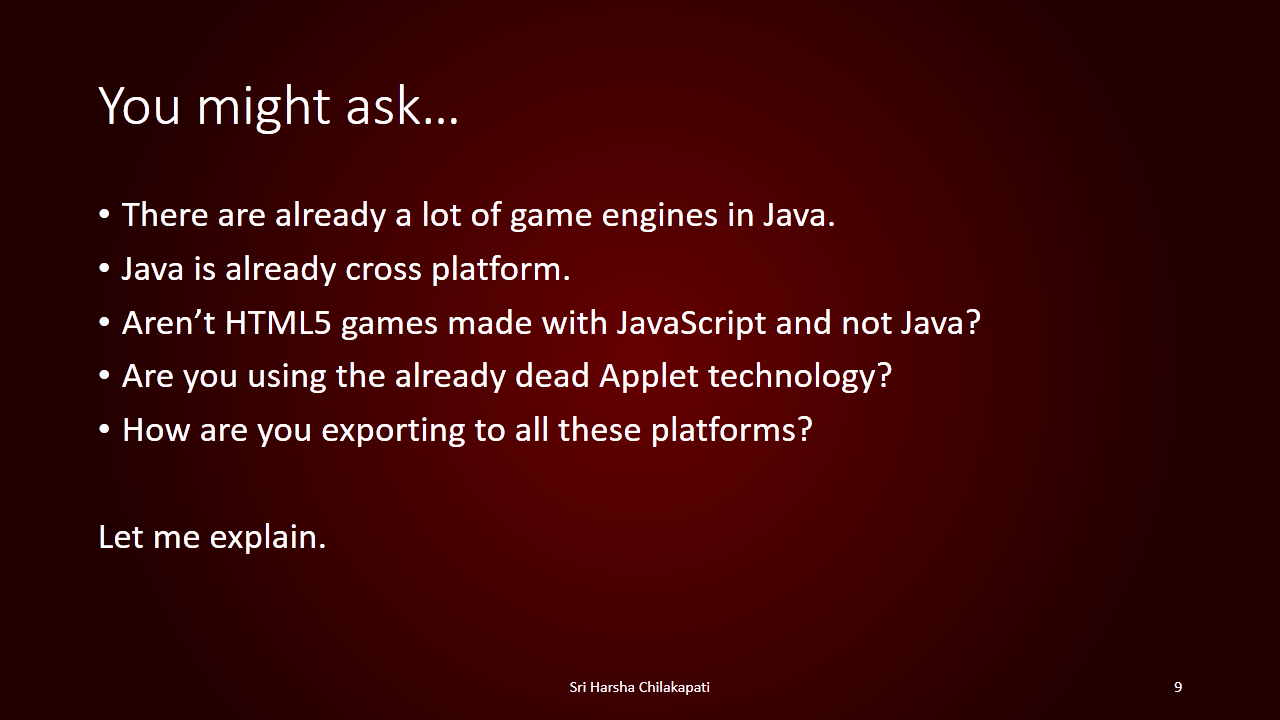 You might ask…
• There are already a lot of game engines in Java.
• Java is already cross platform.
• Aren’t HTML5 games made with JavaScript and not Java?
• Are you using the already dead Applet technology?
• How are you exporting to all these platforms?
Let me explain.
Sri Harsha Chilakapati
9